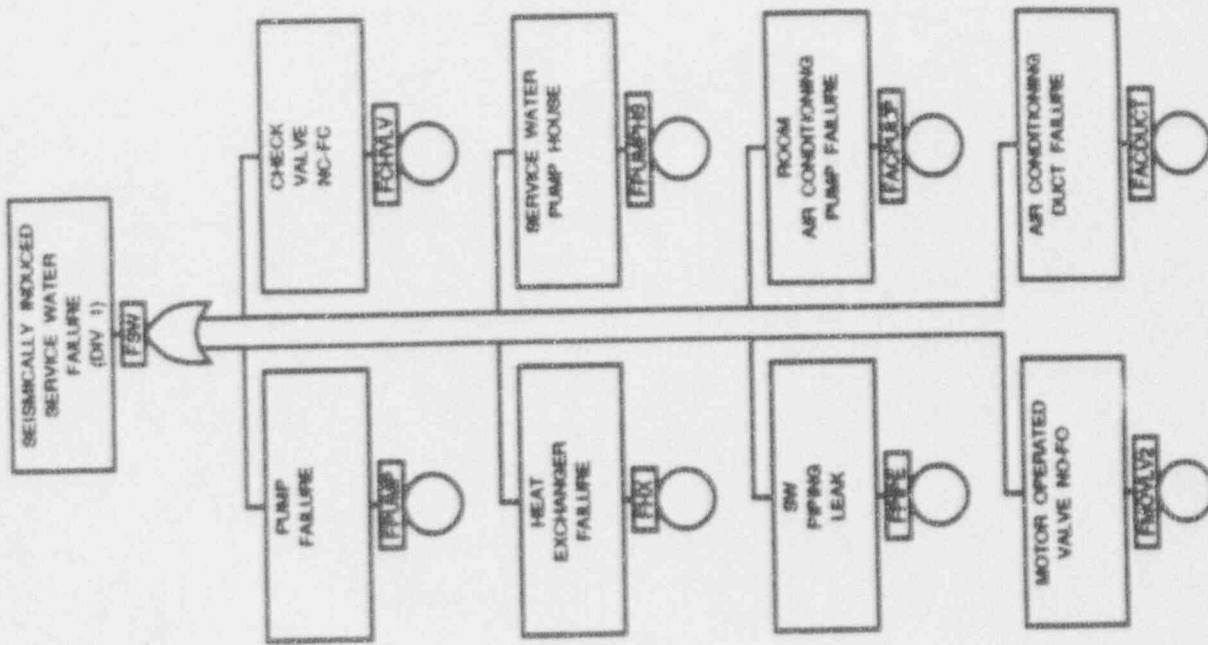 SEISMICALLY INDUCED
SERVICE WATER
FAILURE
(DIV 1)
FSW
PUMP
FAILURE
FPUMP
CHECK
VALVE
NC-FC
FCHVLV
HEAT
EXCHANGER
FAILURE
FHX
SERVICE WATER
PUMP HOUSE
FPUMPHS
SW
PIPING
LEAK
FPIPE
ROOM
AIR CONDITIONING
PUMP FAILURE
MOTOR OPERATED
VALVE NO-FO
FMOVLV2
AIR CONDITIONING
DUCT FAILURE
FACDUCT